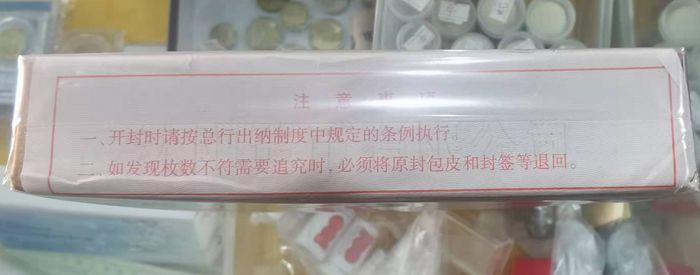 注意事项
一、开封时请按总行出纳制度中规定的条例执行。
二、如发现枚数不符需要追究时，必须将原封包皮和封签等退回。